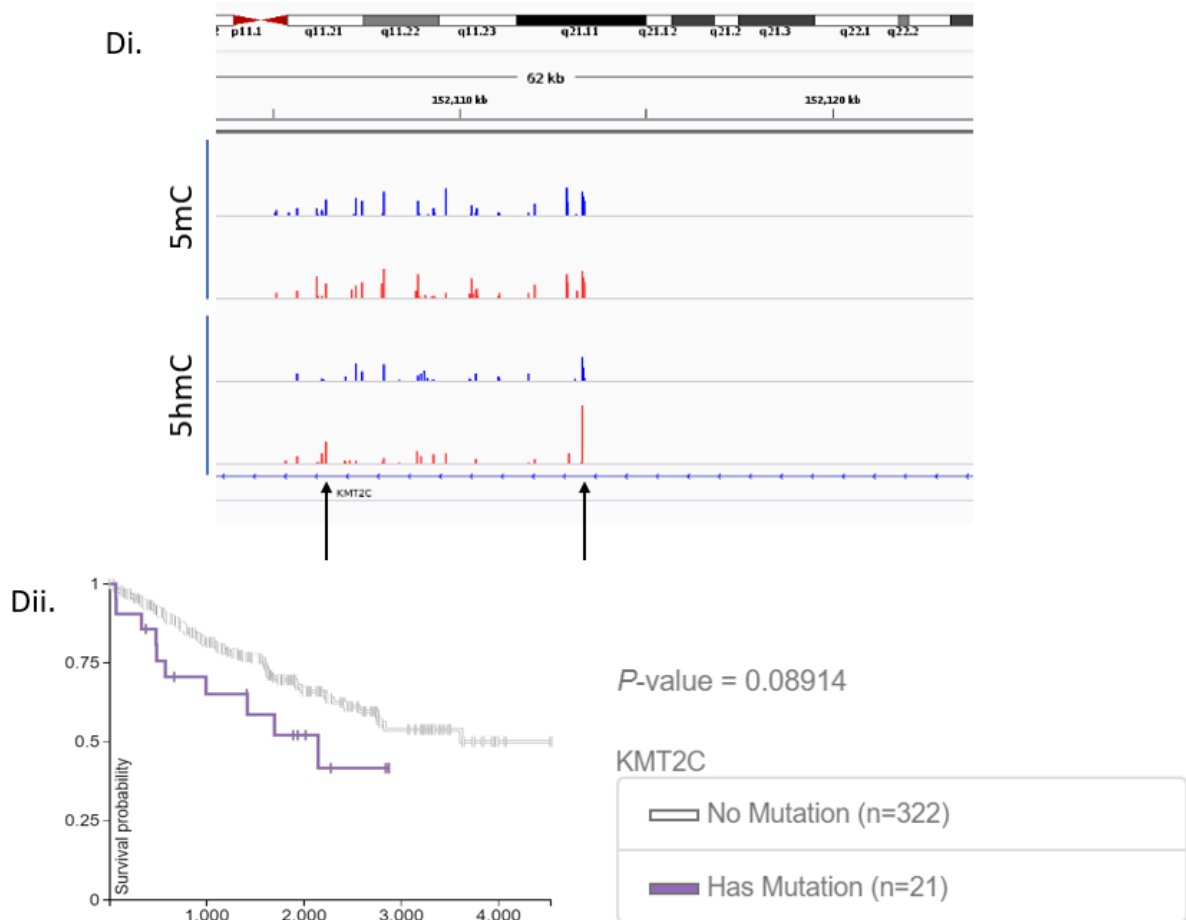 Di.
p11.1 q11.21 q11.22 q11.23 q21.11 q21.12 q21.2 q21.3 q22.1 q22.2
62 kb
152,110 kb 152,120 kb
5mC
5hmC
KMT2C
Dii.
1
0.75
0.5
0.25
0
Survival probability
1,000 2,000 3,000 4,000
P-value = 0.08914
KMT2C
No Mutation (n=322)
Has Mutation (n=21)